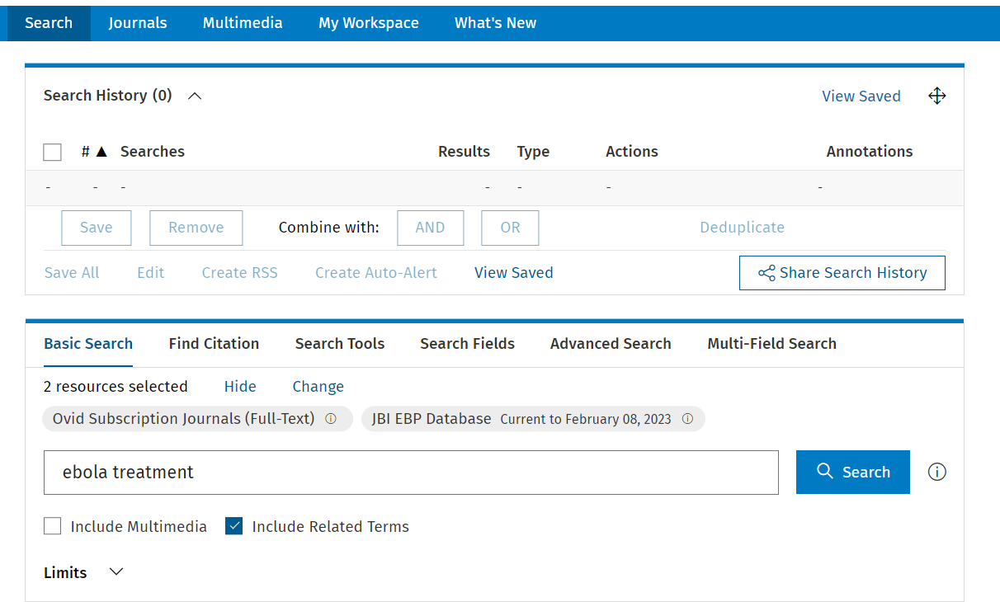 Search Journals Multimedia My Workspace What's New
Search History (0) View Saved
# ▲ Searches Results Type Actions Annotations
- - - - - - -
Save Remove Combine with: AND OR Deduplicate
Save All Edit Create RSS Create Auto-Alert View Saved Share Search History
Basic Search Find Citation Search Tools Search Fields Advanced Search Multi-Field Search
2 resources selected Hide Change
Ovid Subscription Journals (Full-Text) JBI EBP Database Current to February 08, 2023
ebola treatment Search
Include Multimedia Include Related Terms
Limits